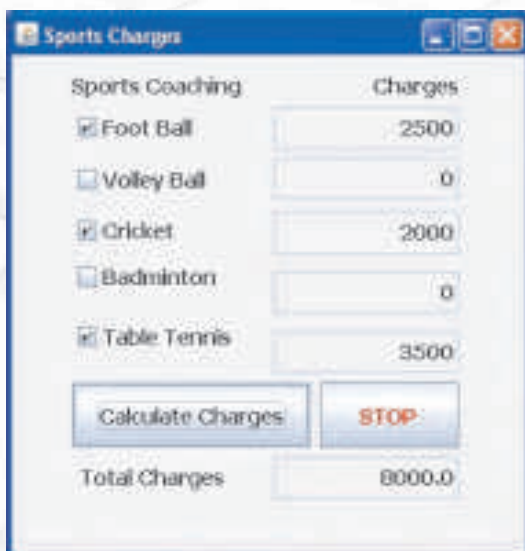 Sports Charges
Sports Coaching Charges
Foot Ball 2500
Volley Ball 0
Cricket 2000
Badminton 0
Table Tennis 3500
Calculate Charges STOP
Total Charges 8000.0